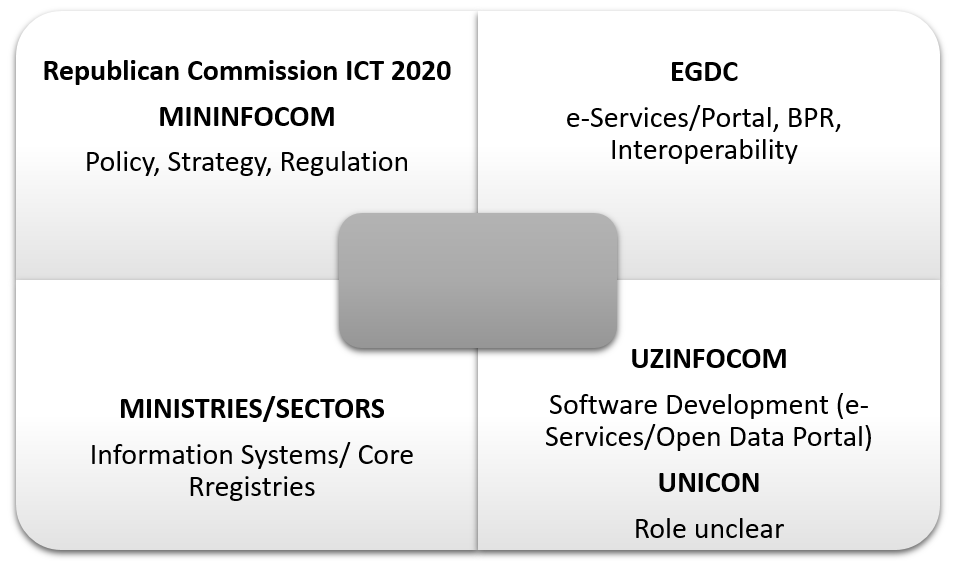 Republican Commission ICT 2020
MININFOCOM
Policy, Strategy, Regulation
EGDC
e-Services/Portal, BPR,
Interoperability
MINISTRIES/SECTORS
Information Systems/ Core
Rregistries
UZINFOCOM
Software Development (e-
Services/Open Data Portal)
UNICON
Role unclear